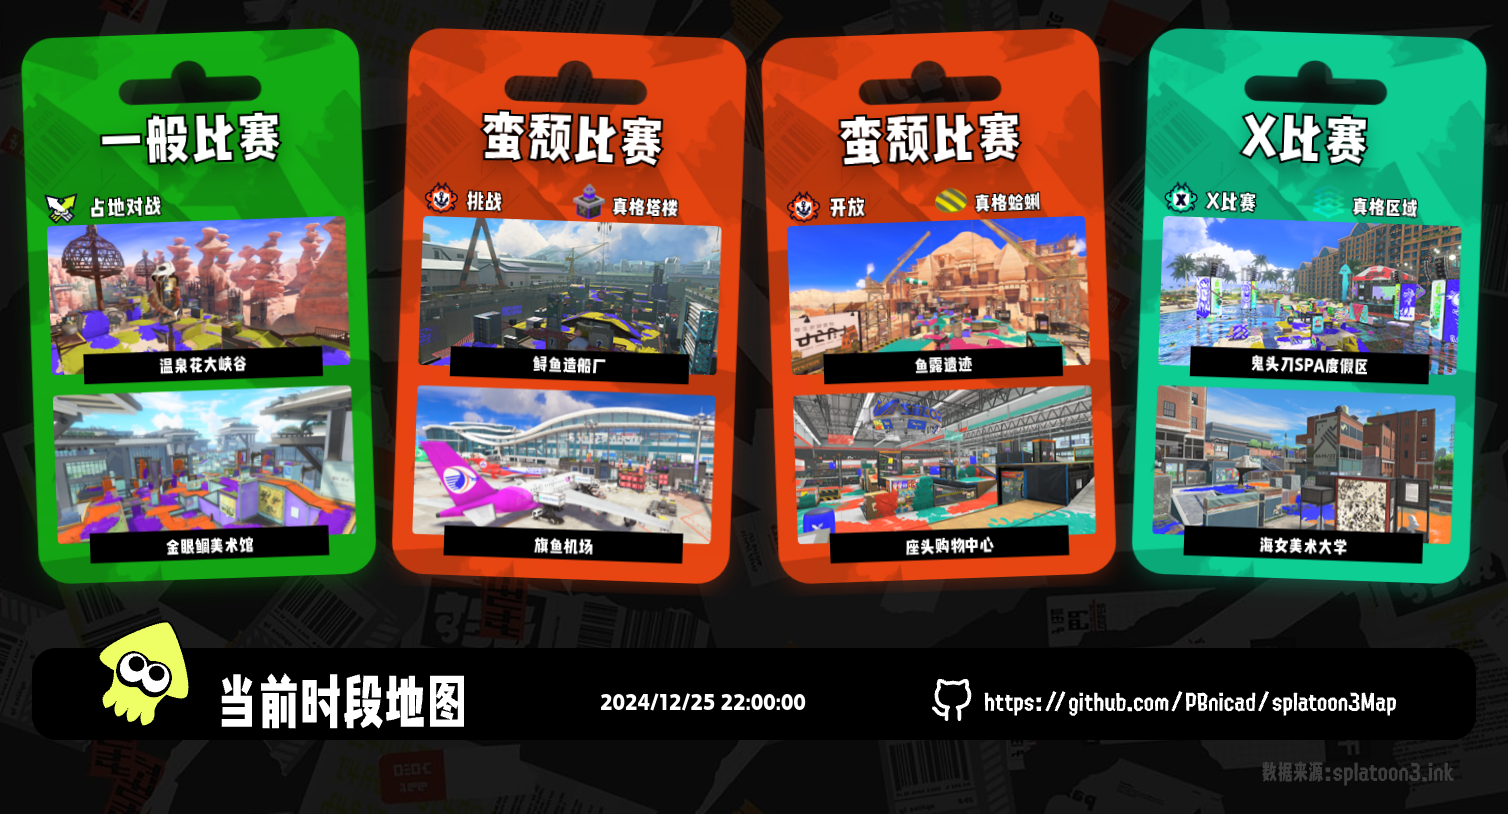 一般比赛
占地对战
温泉花大峡谷
金眼鲷美术馆
蛮颓比赛
挑战
真格塔楼
鲟鱼造船厂
旗鱼机场
蛮颓比赛
开放
真格蛤蜊
鱼露遗迹
座头购物中心
X比赛
X比赛
真格区域
鬼头刀SPA度假区
海女美术大学
当前时段地图
2024/12/25 22:00:00
https://github.com/PBnicad/splatoon3Map
数据来源:splatoon3.ink